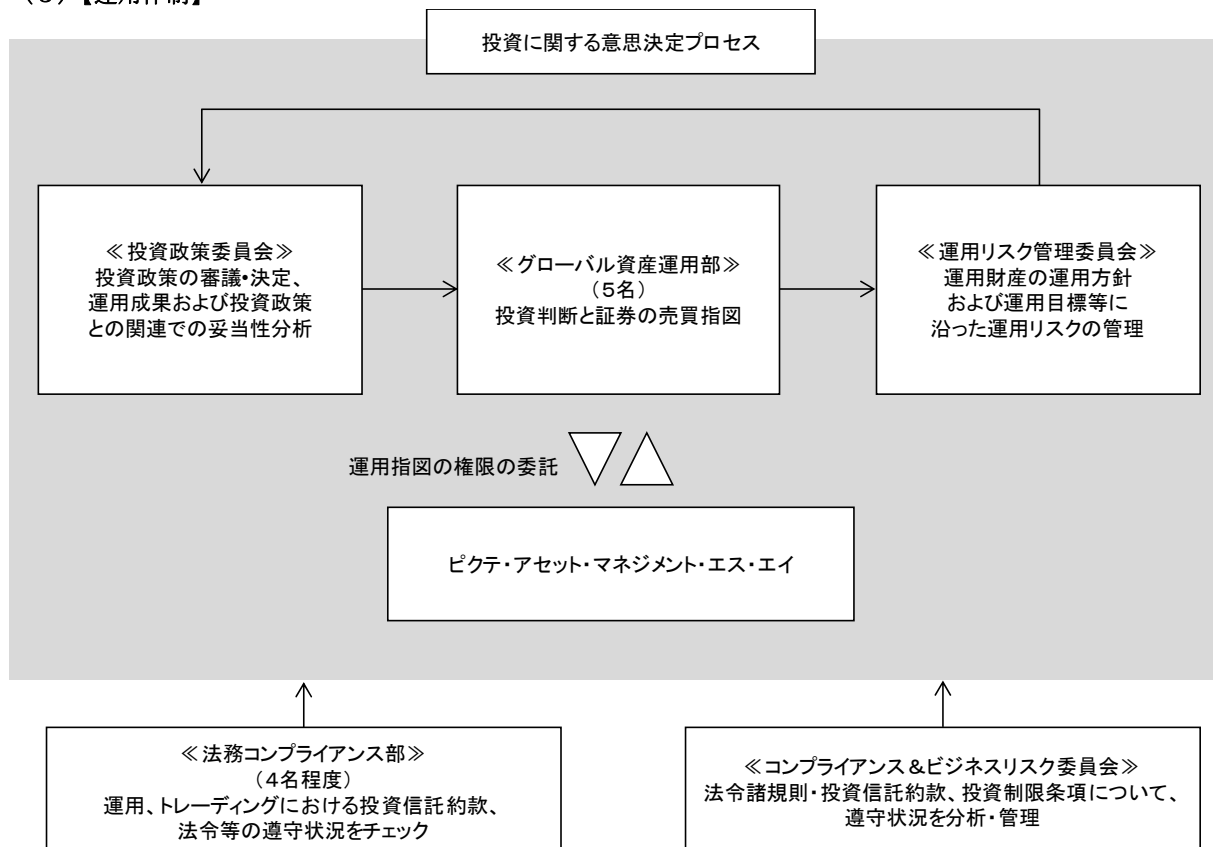 投資に関する意思決定プロセス
≪投資政策委員会≫
投資政策の審議・決定、
運用成果および投資政策
との関連での妥当性分析
≪グローバル資産運用部≫
（５名）
投資判断と証券の売買指図
≪運用リスク管理委員会≫
運用財産の運用方針
および運用目標等に
沿った運用リスクの管理
運用指図の権限の委託
ピクテ・アセット・マネジメント・エス・エイ
≪法務コンプライアンス部≫
（４名程度）
運用、トレーディングにおける投資信託約款、
法令等の遵守状況をチェック
≪コンプライアンス＆ビジネスリスク委員会≫
法令諸規則・投資信託約款、投資制限条項について、
遵守状況を分析・管理